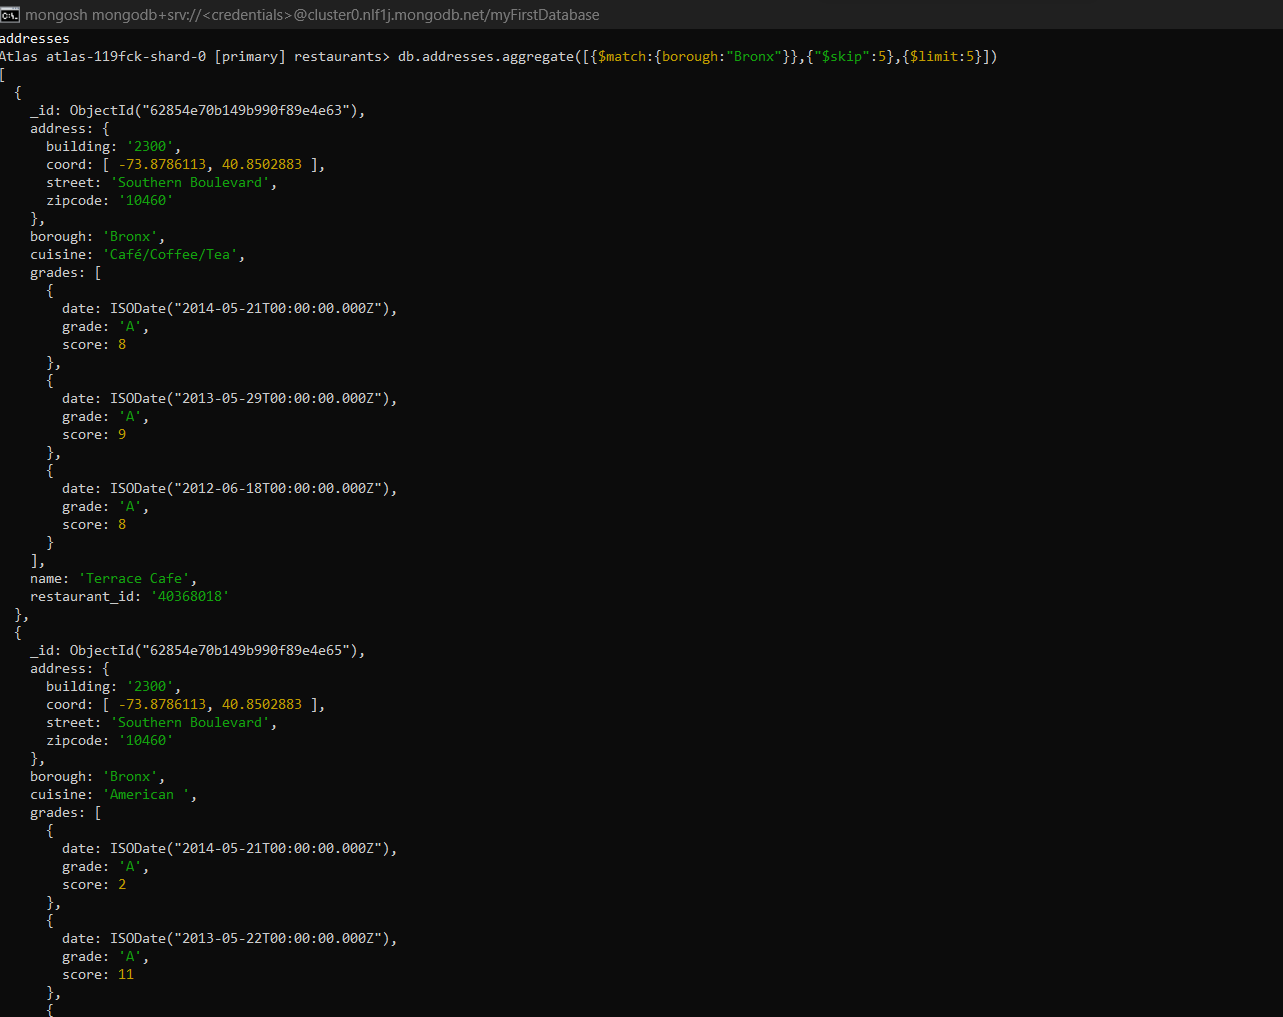 mongosh mongodb+srv://<credentials>@cluster0.nlf1j.mongodb.net/myFirstDatabase
addresses
Atlas atlas-119fck-shard-0 [primary] restaurants> db.addresses.aggregate([{$match:{borough:"Bronx"}},{"$skip":5},{$limit:5}])
[
  {
    _id: ObjectId("62854e70b149b990f89e4e63"),
    address: {
      building: '2300',
      coord: [ -73.8786113, 40.8502883 ],
      street: 'Southern Boulevard',
      zipcode: '10460'
    },
    borough: 'Bronx',
    cuisine: 'Café/Coffee/Tea',
    grades: [
      {
        date: ISODate("2014-05-21T00:00:00.000Z"),
        grade: 'A',
        score: 8
      },
      {
        date: ISODate("2013-05-29T00:00:00.000Z"),
        grade: 'A',
        score: 9
      },
      {
        date: ISODate("2012-06-18T00:00:00.000Z"),
        grade: 'A',
        score: 8
      }
    ],
    name: 'Terrace Cafe',
    restaurant_id: '40368018'
  },
  {
    _id: ObjectId("62854e70b149b990f89e4e65"),
    address: {
      building: '2300',
      coord: [ -73.8786113, 40.8502883 ],
      street: 'Southern Boulevard',
      zipcode: '10460'
    },
    borough: 'Bronx',
    cuisine: 'American ',
    grades: [
      {
        date: ISODate("2014-05-21T00:00:00.000Z"),
        grade: 'A',
        score: 2
      },
      {
        date: ISODate("2013-05-22T00:00:00.000Z"),
        grade: 'A',
        score: 11
      },
      {